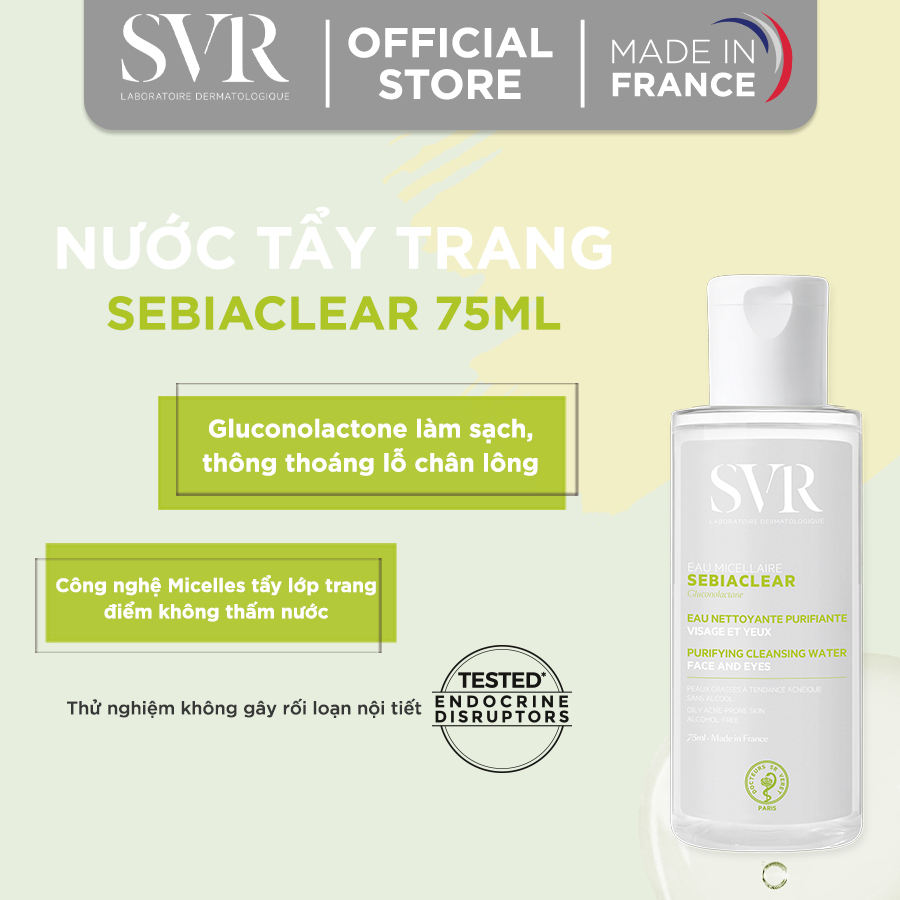 SVR
LABORATOIRE DERMATOLOGIQUE
OFFICIAL
STORE
MADE IN
FRANCE
NƯỚC TẨY TRANG
SEBIACLEAR 75ML
Gluconolactone làm sạch,
thông thoáng lỗ chân lông
Công nghệ Micelles tẩy lớp trang
điểm không thấm nước
Thử nghiệm không gây rối loạn nội tiết
TESTED*
ENDOCRINE
DISRUPTORS
SVR
LABORATOIRE DERMATOLOGIQUE
EAU MICELLAIRE
SEBIACLEAR
Gluconolactone
EAU NETTOYANTE PURIFIANTE
VISAGE ET YEUX
PURIFYING CLEANSING WATER
FACE AND EYES
PEAUX GRASSES À TENDANCE ACNÉIQUE
SANS ALCOOL
OILY ACNE-PRONE SKIN
ALCOHOL-FREE
75ml - Made in France
DOCTEURS SR VERET
PARIS